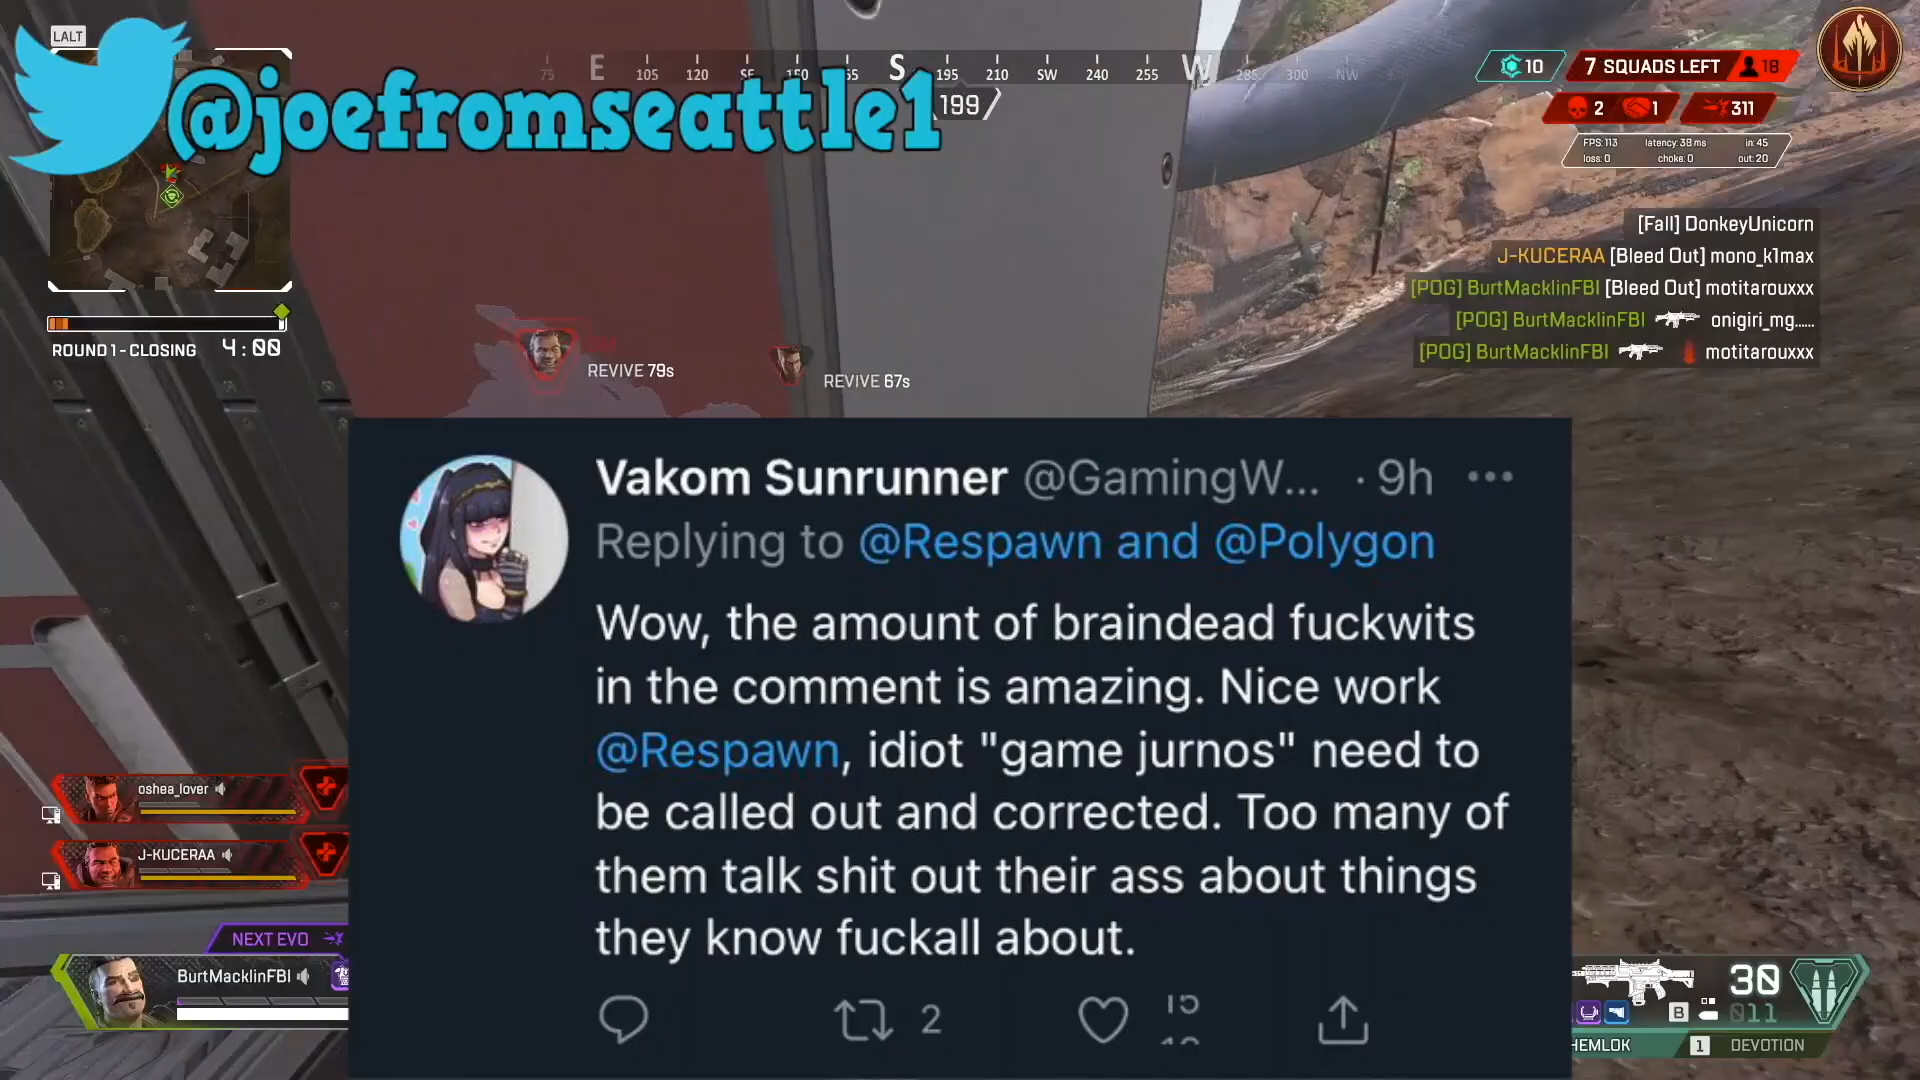 LALT
@joefromseattle1
E 105 120 SE 150 S 195 210 SW 240 255 W 285 300 NW
199
10
7 SQUADS LEFT 18
2 1 311
FPS: 113 latency: 38 ms in: 45
loss: 0 choke: 0 out: 20
[Fall] DonkeyUnicorn
J-KUCERAA [Bleed Out] mono_k1max
[POG] BurtMacklinFBI [Bleed Out] motitarouxxx
[POG] BurtMacklinFBI onigiri_mg......
[POG] BurtMacklinFBI motitarouxxx
ROUND 1 - CLOSING 4:00
REVIVE 79s
REVIVE 67s
Vakom Sunrunner @GamingW... · 9h
Replying to @Respawn and @Polygon
Wow, the amount of braindead fuckwits
in the comment is amazing. Nice work
@Respawn, idiot "game jurnos" need to
be called out and corrected. Too many of
them talk shit out their ass about things
they know fuckall about.
2
15
oshea_lover
J-KUCERAA
NEXT EVO
BurtMacklinFBI
30
B 011
HEMLOK 1 DEVOTION